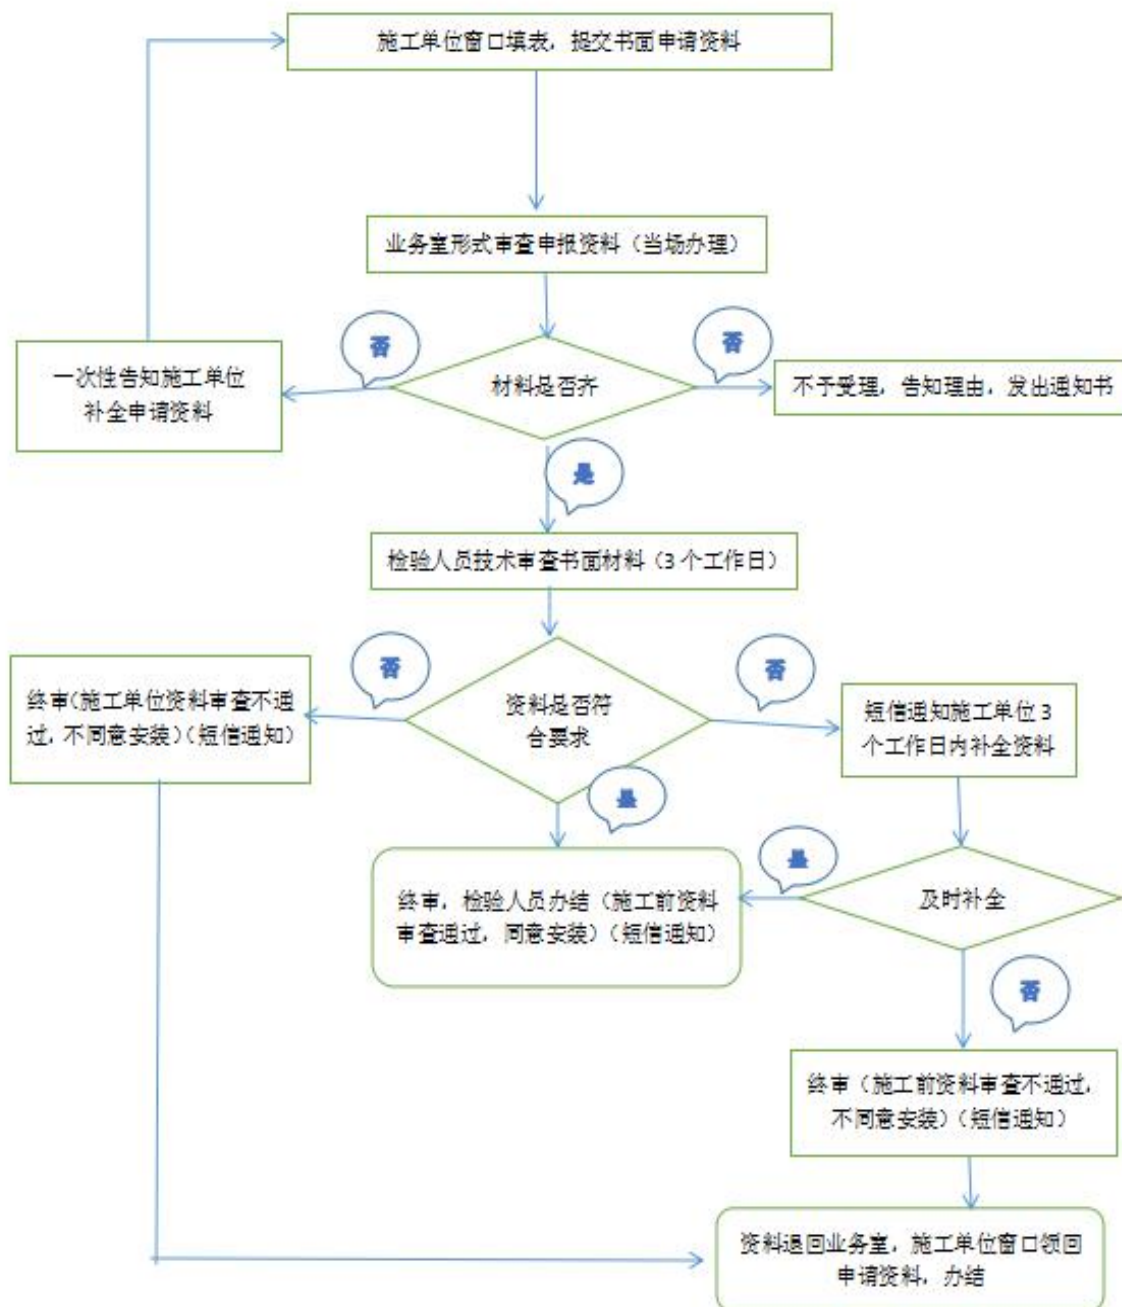 施工单位窗口填表，提交书面申请资料
业务室形式审查申报资料（当场办理）
否
否
一次性告知施工单位
补全申请资料
材料是否齐
不予受理，告知理由，发出通知书
是
检验人员技术审查书面材料（3个工作日）
否
否
终审(施工单位资料审查不通
过，不同意安装)(短信通知)
资料是否符
合要求
短信通知施工单位3
个工作日内补全资料
是
是
终审，检验人员办结（施工前资料
审查通过，同意安装）(短信通知)
及时补全
否
终审（施工前资料审查不通过，
不同意安装）(短信通知)
资料退回业务室，施工单位窗口领回
申请资料，办结